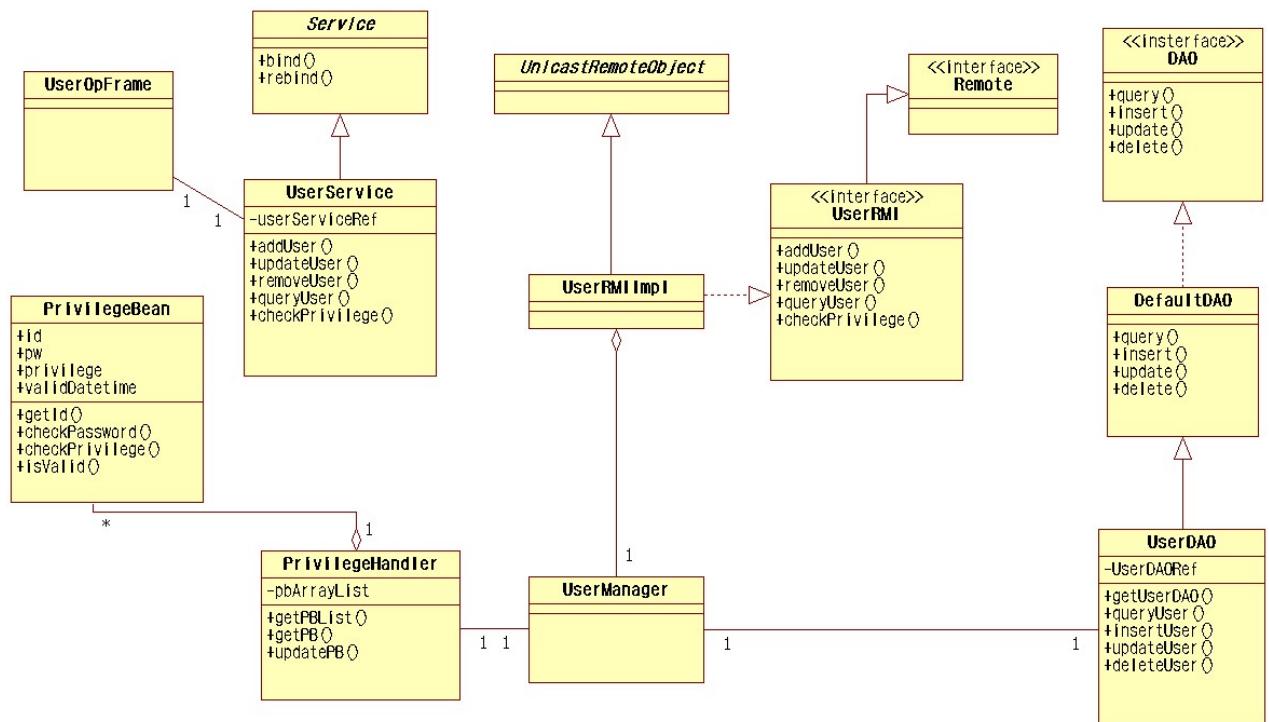 Service
+bind()
+rebind()
UserOpFrame
UnicastRemoteObject
<<interface>>
Remote
<<insterface>>
DAO
+query()
+insert()
+update()
+delete()
UserService
-userServiceRef
+addUser()
+updateUser()
+removeUser()
+queryUser()
+checkPrivilege()
1
1
<<interface>>
UserRMI
+addUser()
+updateUser()
+removeUser()
+queryUser()
+checkPrivilege()
UserRMIImpl
DefaultDAO
+query()
+insert()
+update()
+delete()
PrivilegeBean
+id
+pw
+privilege
+validDatetime
+getId()
+checkPassword()
+checkPrivilege()
+isValid()
*
1
PrivilegeHandler
-pbArrayList
+getPBList()
+getPB()
+updatePB()
1
1
1
UserManager
1
1
UserDAO
-UserDAORef
+getUserDAO()
+queryUser()
+insertUser()
+updateUser()
+deleteUser()